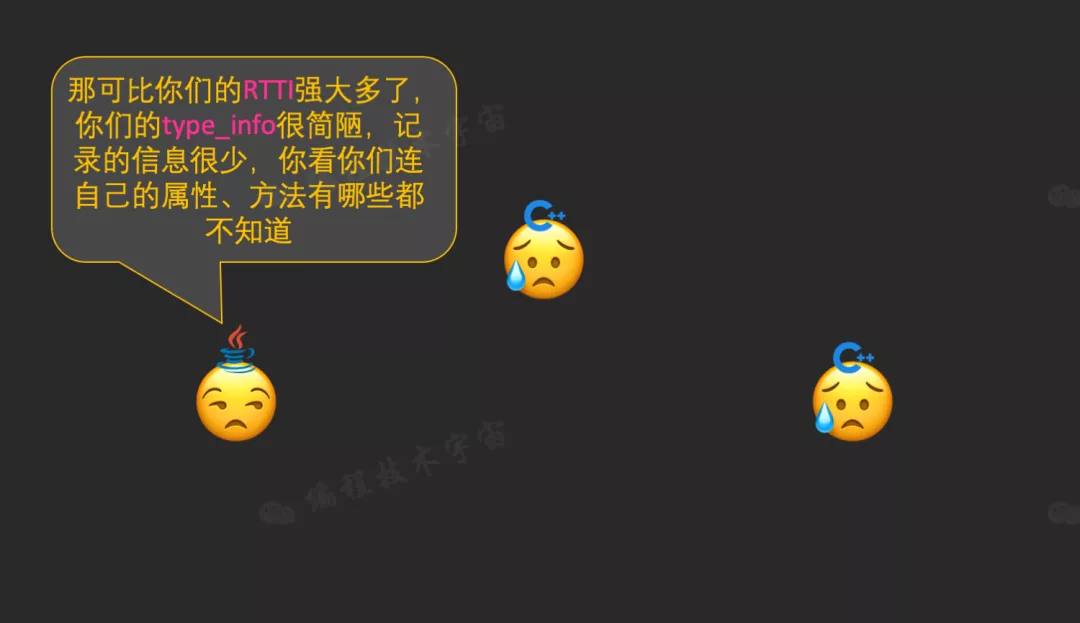 那可比你们的RTTI强大多了，
你们的type_info很简陋，记
录的信息很少，你看你们连
自己的属性、方法有哪些都
不知道
C++
C++
编程技术宇宙